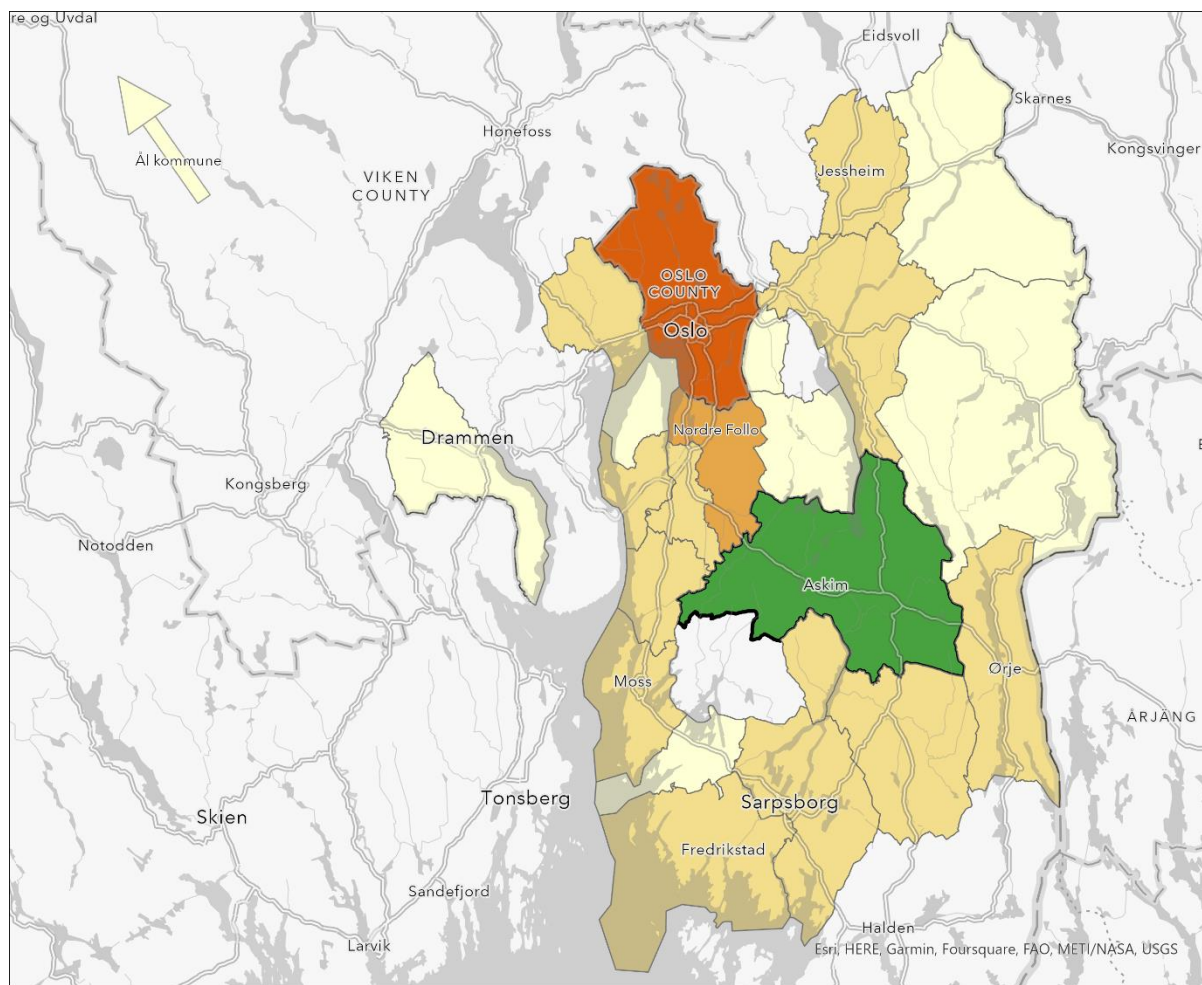 re og Uvdal
Eidsvoll
Skarnes
Hønefoss
Kongsvinger
Ål kommune
VIKEN
COUNTY
Jessheim
OSLO
COUNTY
Oslo
Drammen
Nordre Follo
Kongsberg
Notodden
Askim
Moss
Ørje
ÅRJÄNG
Tønsberg
Sarpsborg
Skien
Fredrikstad
Sandefjord
Halden
Larvik
Esri, HERE, Garmin, Foursquare, FAO, METI/NASA, USGS